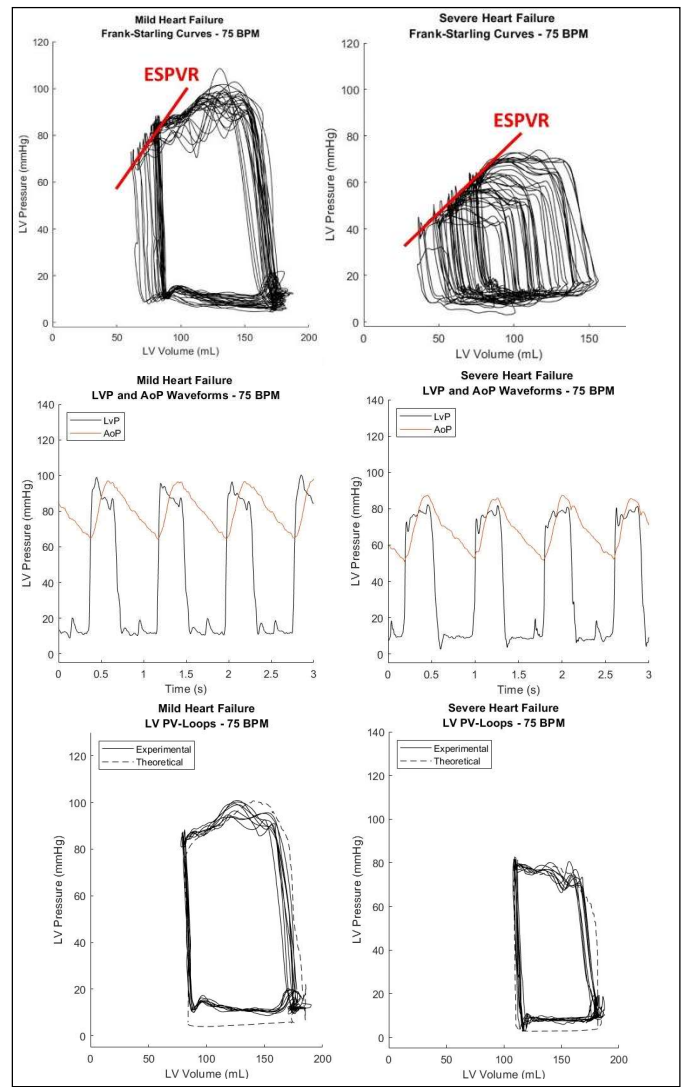 Mild Heart Failure
Frank-Starling Curves - 75 BPM
120
100
80
60
40
20
0
LV Pressure (mmHg)
ESPVR
0
50
100
150
200
LV Volume (mL)
Severe Heart Failure
Frank-Starling Curves - 75 BPM
120
100
80
60
40
20
0
LV Pressure (mmHg)
ESPVR
0
50
100
150
LV Volume (mL)
Mild Heart Failure
LVP and AoP Waveforms - 75 BPM
140
120
100
80
60
40
20
0
LV Pressure (mmHg)
LvP
AoP
0
0.5
1
1.5
2
2.5
3
Time (s)
Severe Heart Failure
LVP and AoP Waveforms - 75 BPM
140
120
100
80
60
40
20
0
LV Pressure (mmHg)
LvP
AoP
0
0.5
1
1.5
2
2.5
3
Time (s)
Mild Heart Failure
LV PV-Loops - 75 BPM
120
100
80
60
40
20
0
LV Pressure (mmHg)
Experimental
Theoretical
0
50
100
150
200
LV Volume (mL)
Severe Heart Failure
LV PV-Loops - 75 BPM
140
120
100
80
60
40
20
0
LV Pressure (mmHg)
Experimental
Theoretical
0
50
100
150
200
LV Volume (mL)